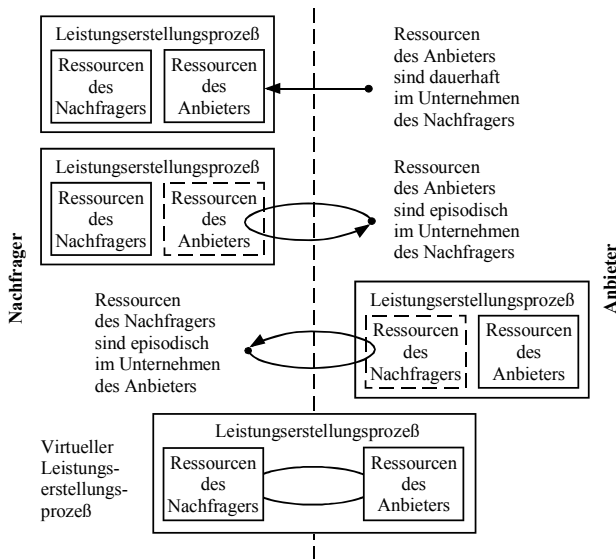 Leistungserstellungsprozeß
Ressourcen
des
Nachfragers
Ressourcen
des
Anbieters
Ressourcen
des Anbieters
sind dauerhaft
im Unternehmen
des Nachfragers
Leistungserstellungsprozeß
Ressourcen
des
Nachfragers
Ressourcen
des
Anbieters
Ressourcen
des Anbieters
sind episodisch
im Unternehmen
des Nachfragers
Nachfrager
Anbieter
Ressourcen
des Nachfragers
sind episodisch
im Unternehmen
des Anbieters
Leistungserstellungsprozeß
Ressourcen
des
Nachfragers
Ressourcen
des
Anbieters
Virtueller
Leistungs-
erstellungs-
prozeß
Leistungserstellungsprozeß
Ressourcen
des
Nachfragers
Ressourcen
des
Anbieters